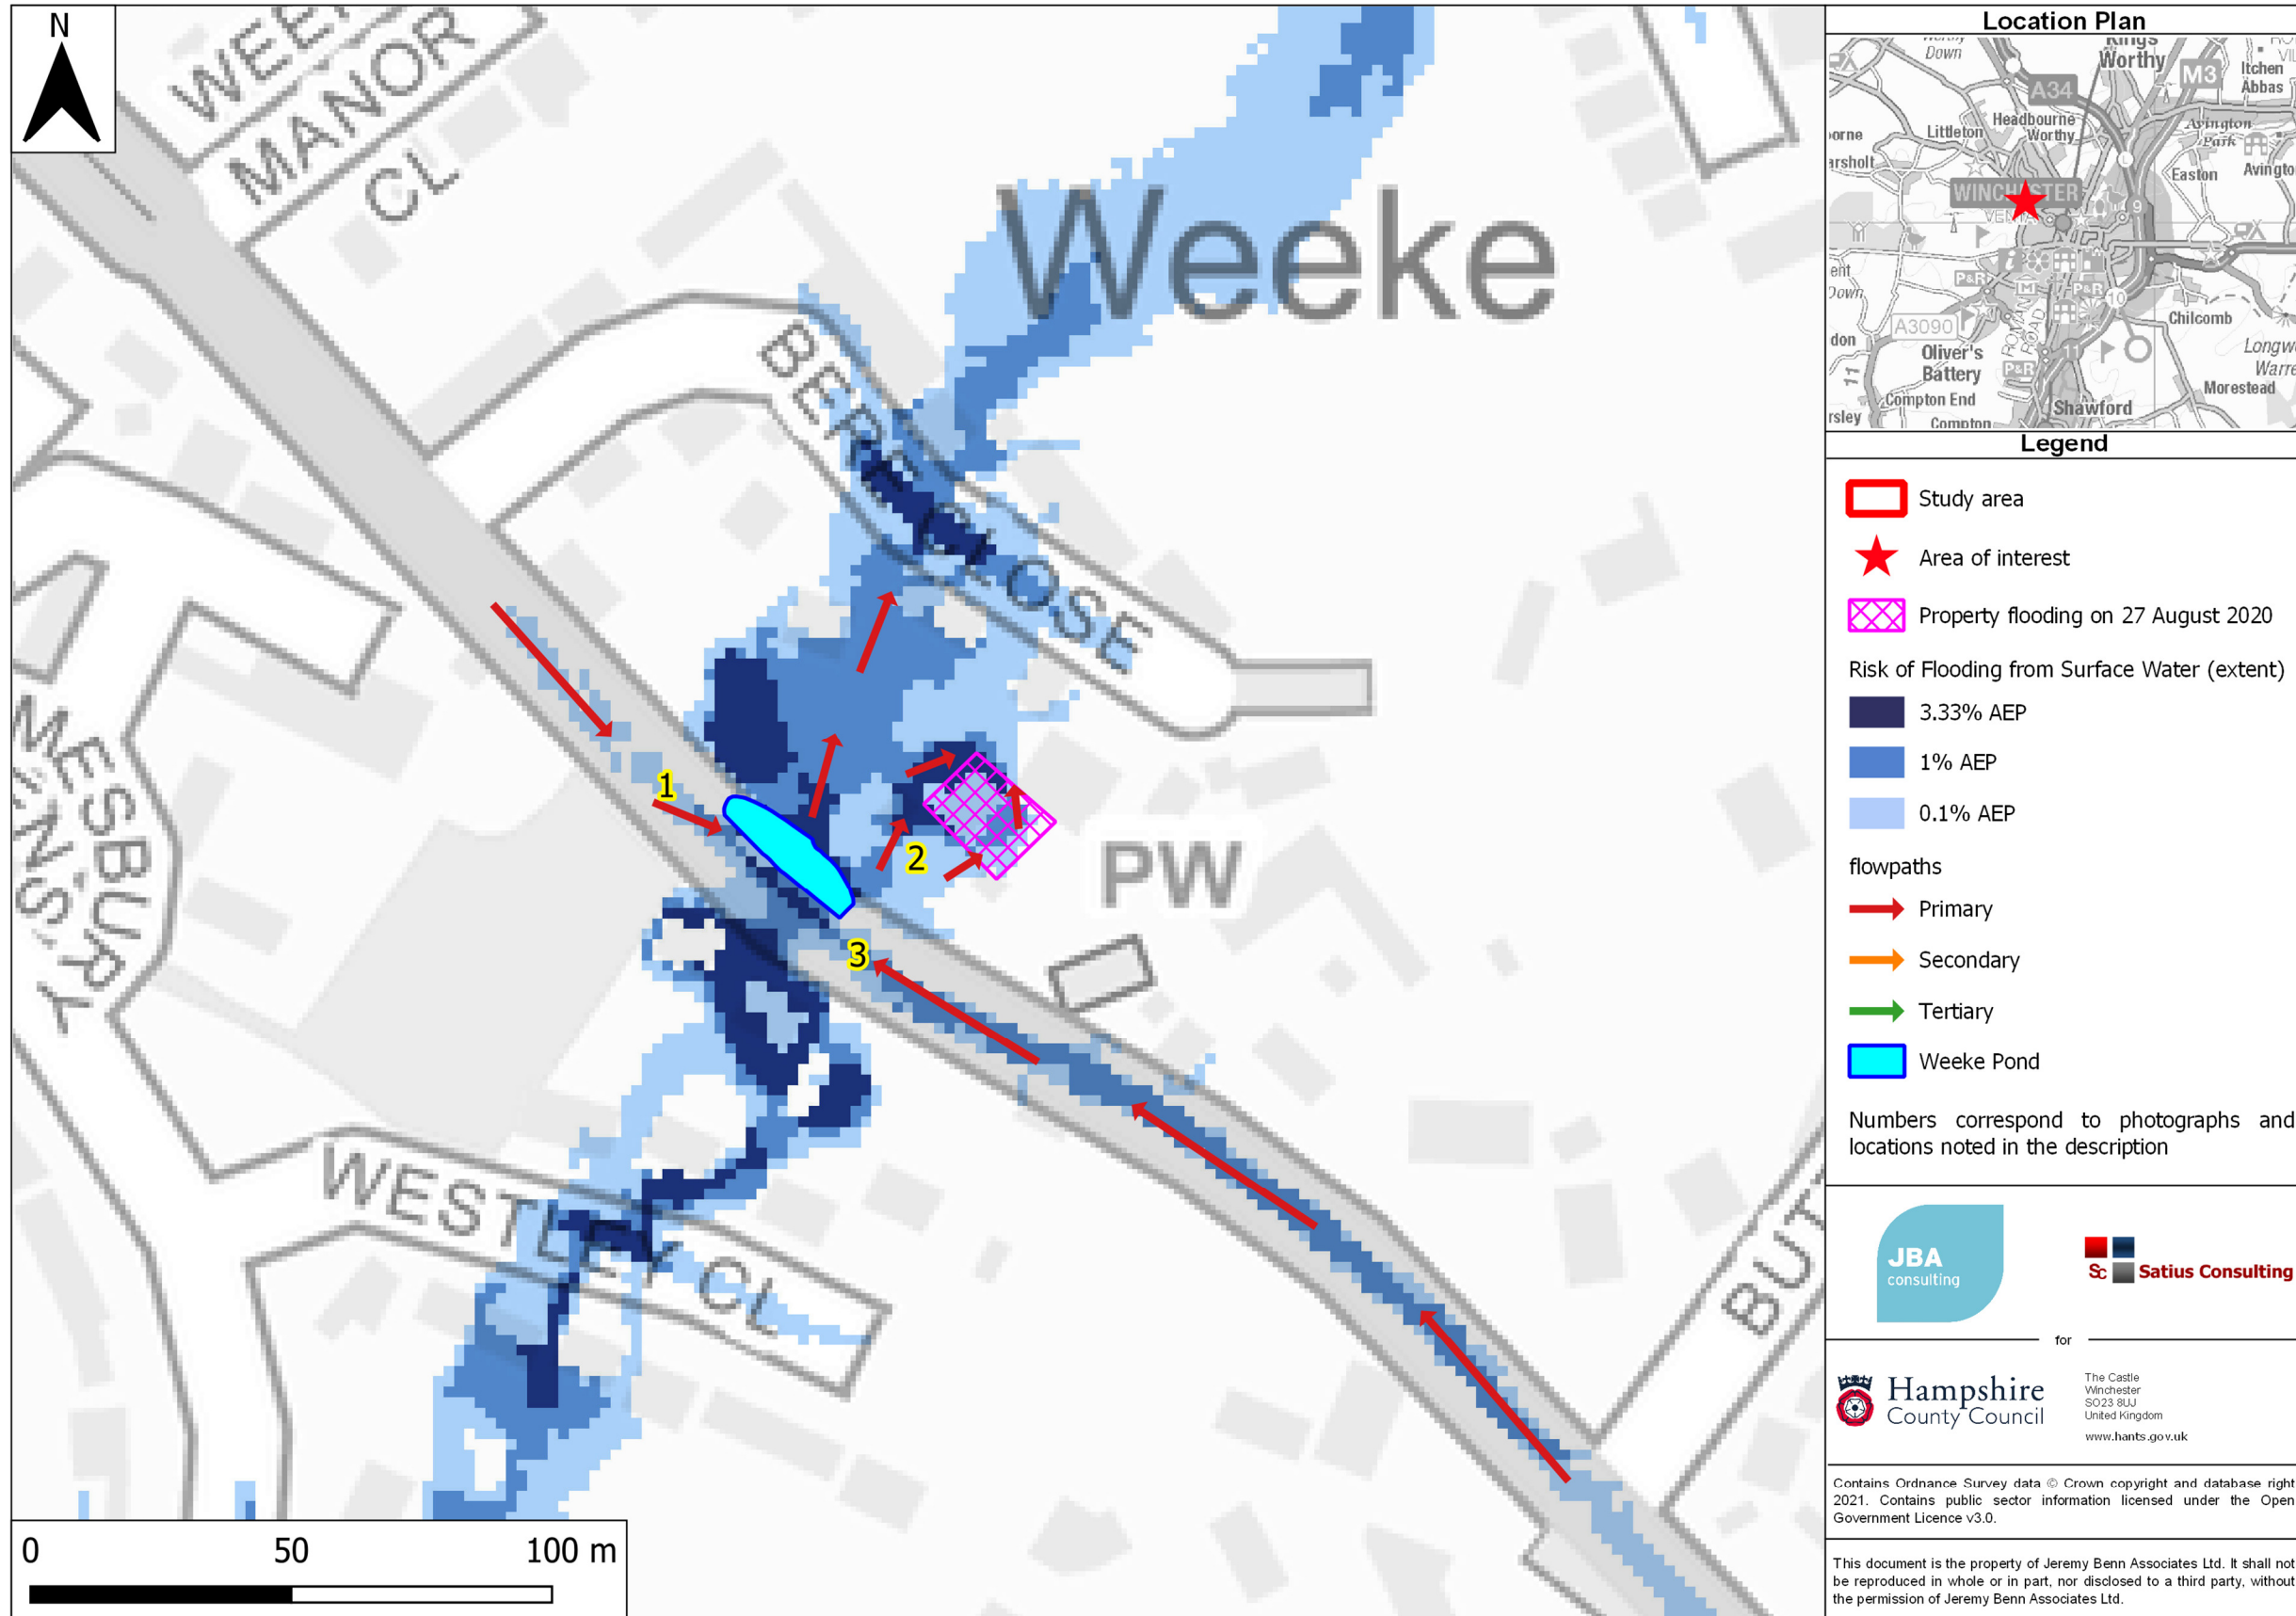 N
WEEKE
MANOR
CL
Weeke
BERE CLOSE
1
2
3
PW
WESTLEY CL
0 50 100 m
Location Plan
Down
Kings
Worthy
M3
Itchen
Abbas
A34
Headbourne
Worthy
Littleton
Avington
Park
Easton
WINCHESTER
9
P&R
P&R
10
A3090
ROMAN
ROAD
Chilcomb
Oliver's
Battery
P&R
11
Compton End
Morestead
Shawford
Compton
Legend
Study area
Area of interest
Property flooding on 27 August 2020
Risk of Flooding from Surface Water (extent)
3.33% AEP
1% AEP
0.1% AEP
flowpaths
Primary
Secondary
Tertiary
Weeke Pond
Numbers correspond to photographs and
locations noted in the description
JBA
consulting
Sc Satius Consulting
for
Hampshire
County Council
The Castle
Winchester
SO23 8UJ
United Kingdom
www.hants.gov.uk
Contains Ordnance Survey data © Crown copyright and database right
2021. Contains public sector information licensed under the Open
Government Licence v3.0.
This document is the property of Jeremy Benn Associates Ltd. It shall not
be reproduced in whole or in part, nor disclosed to a third party, without
the permission of Jeremy Benn Associates Ltd.